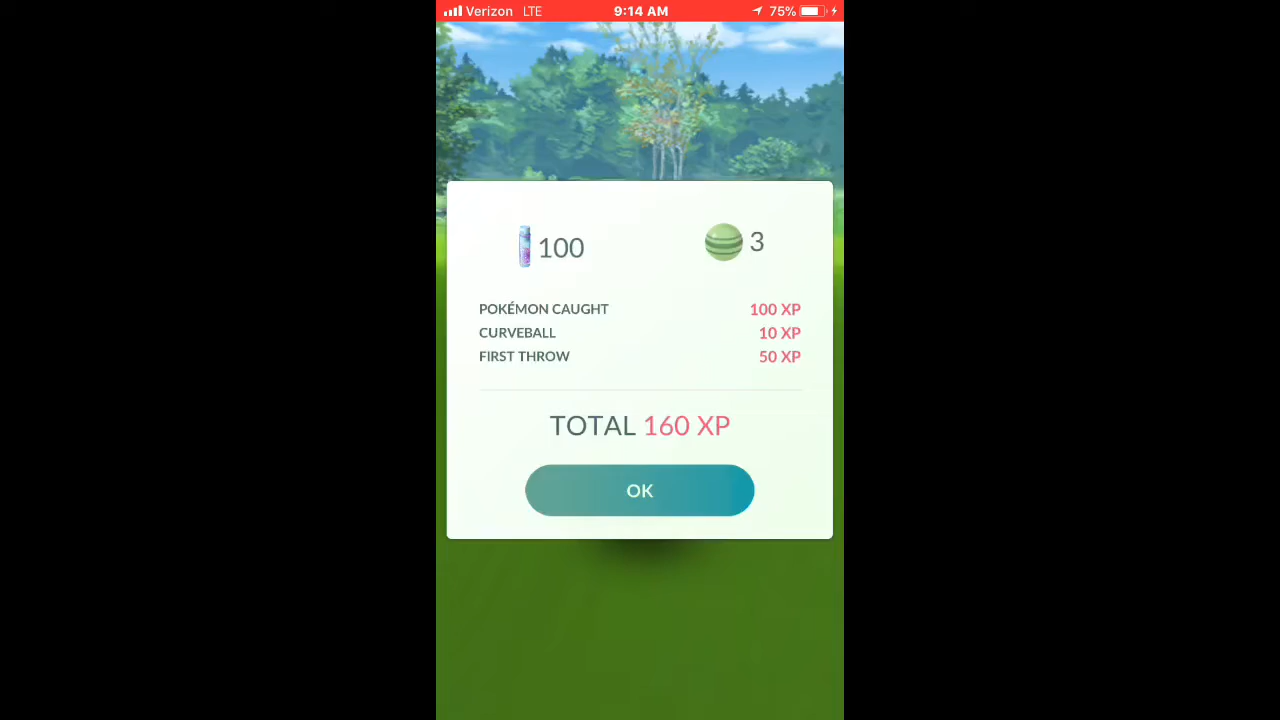 Verizon LTE 9:14 AM 75%
100 3
POKÉMON CAUGHT 100 XP
CURVEBALL 10 XP
FIRST THROW 50 XP
TOTAL 160 XP
OK